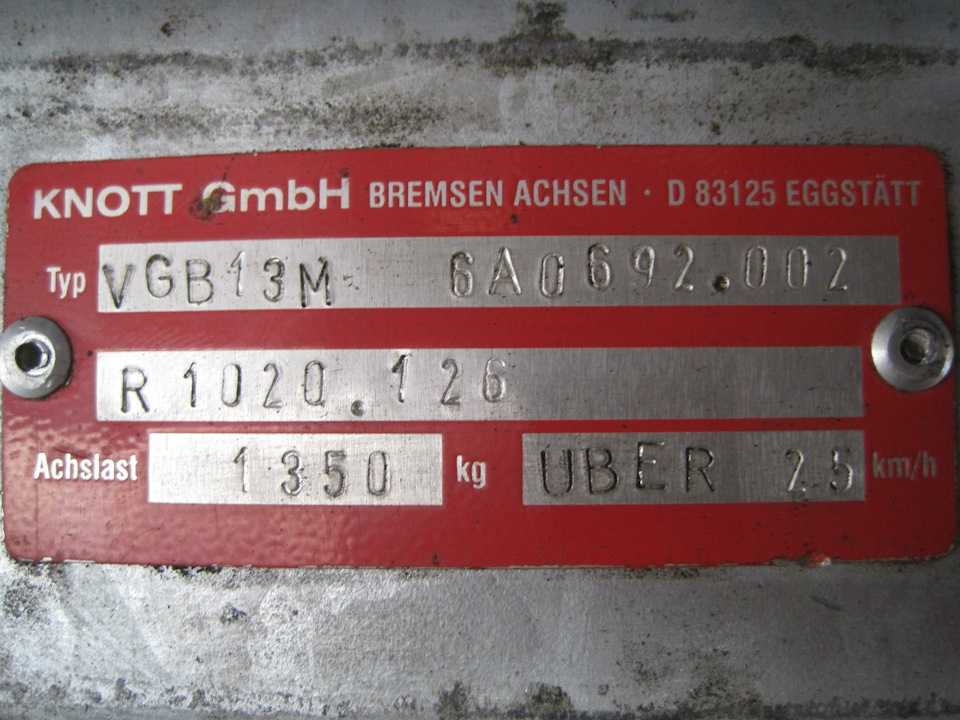 KNOTT GmbH BREMSEN ACHSEN · D 83125 EGGSTÄTT
Typ VGB13M 6A0692.002
R 1020.126
Achslast 1350 kg UBER 25 km/h